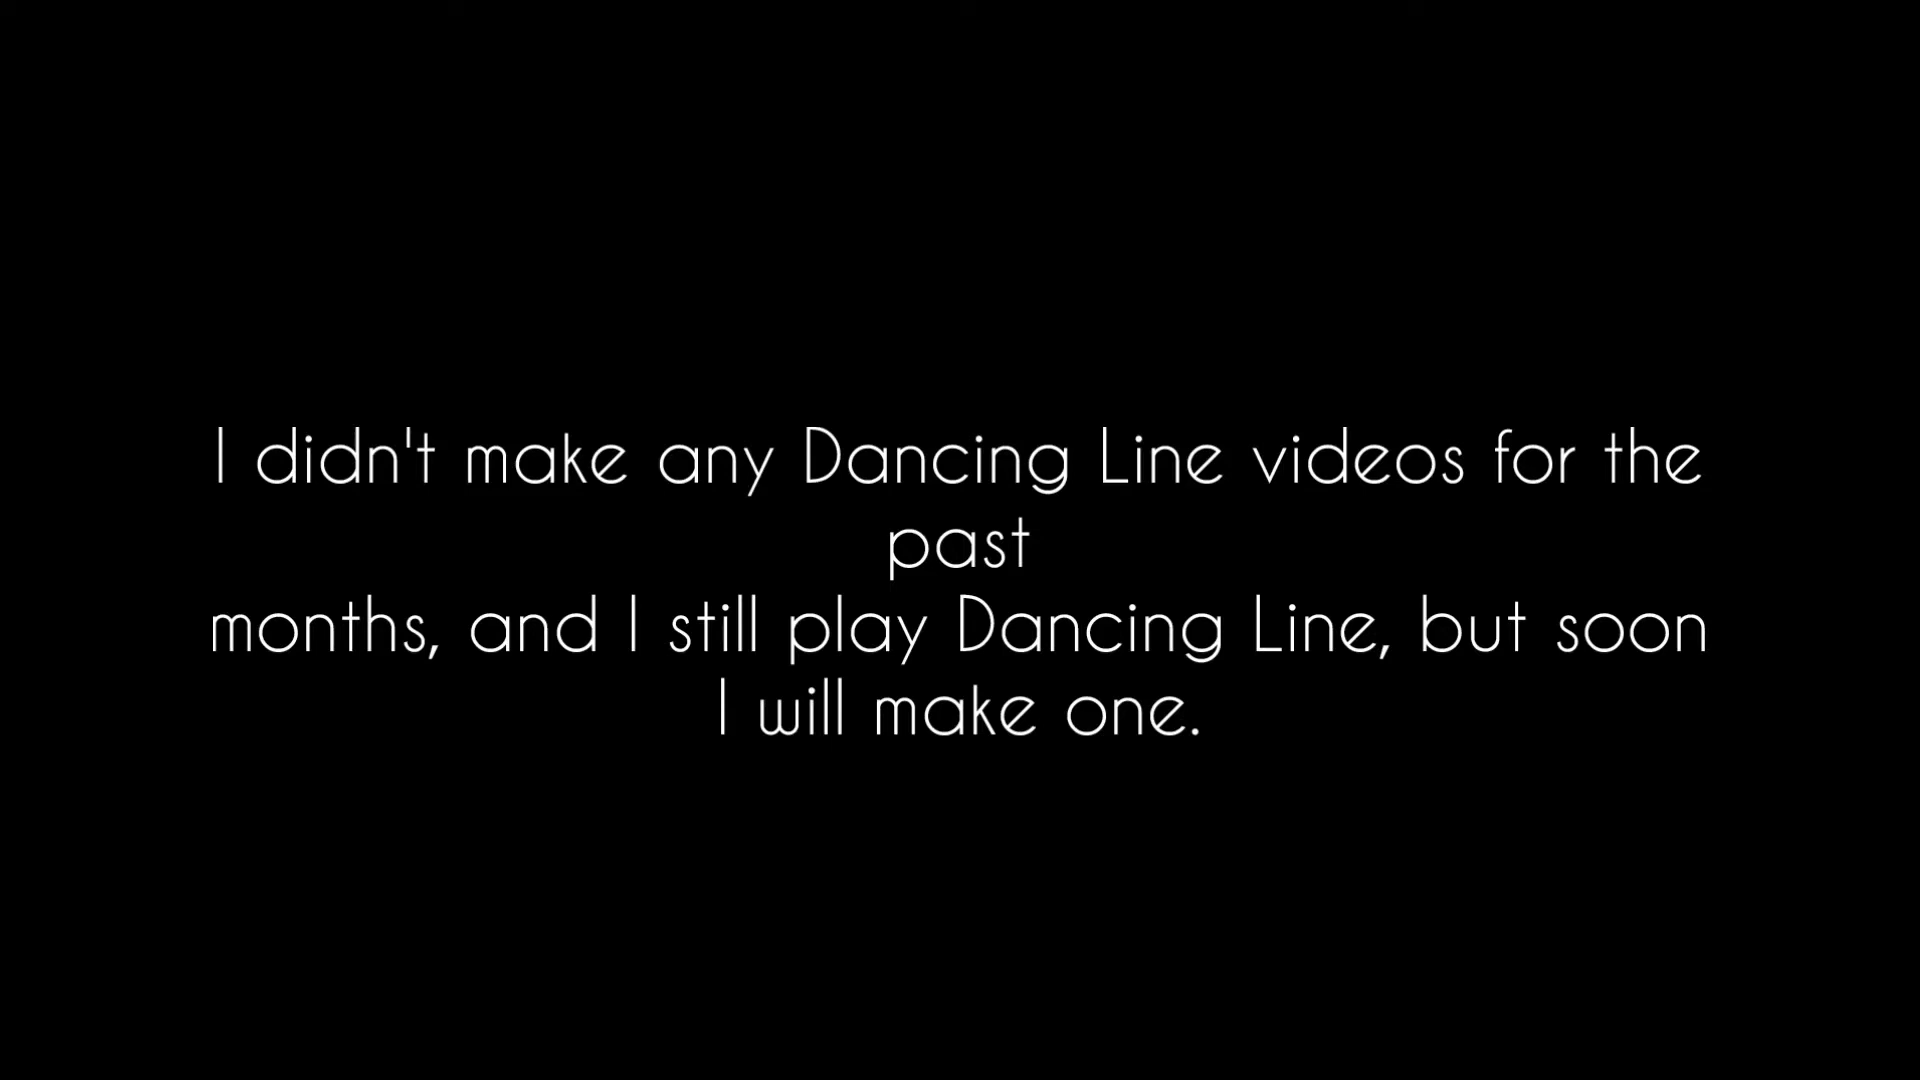 I didn't make any Dancing Line videos for the
past
months, and I still play Dancing Line, but soon
I will make one.